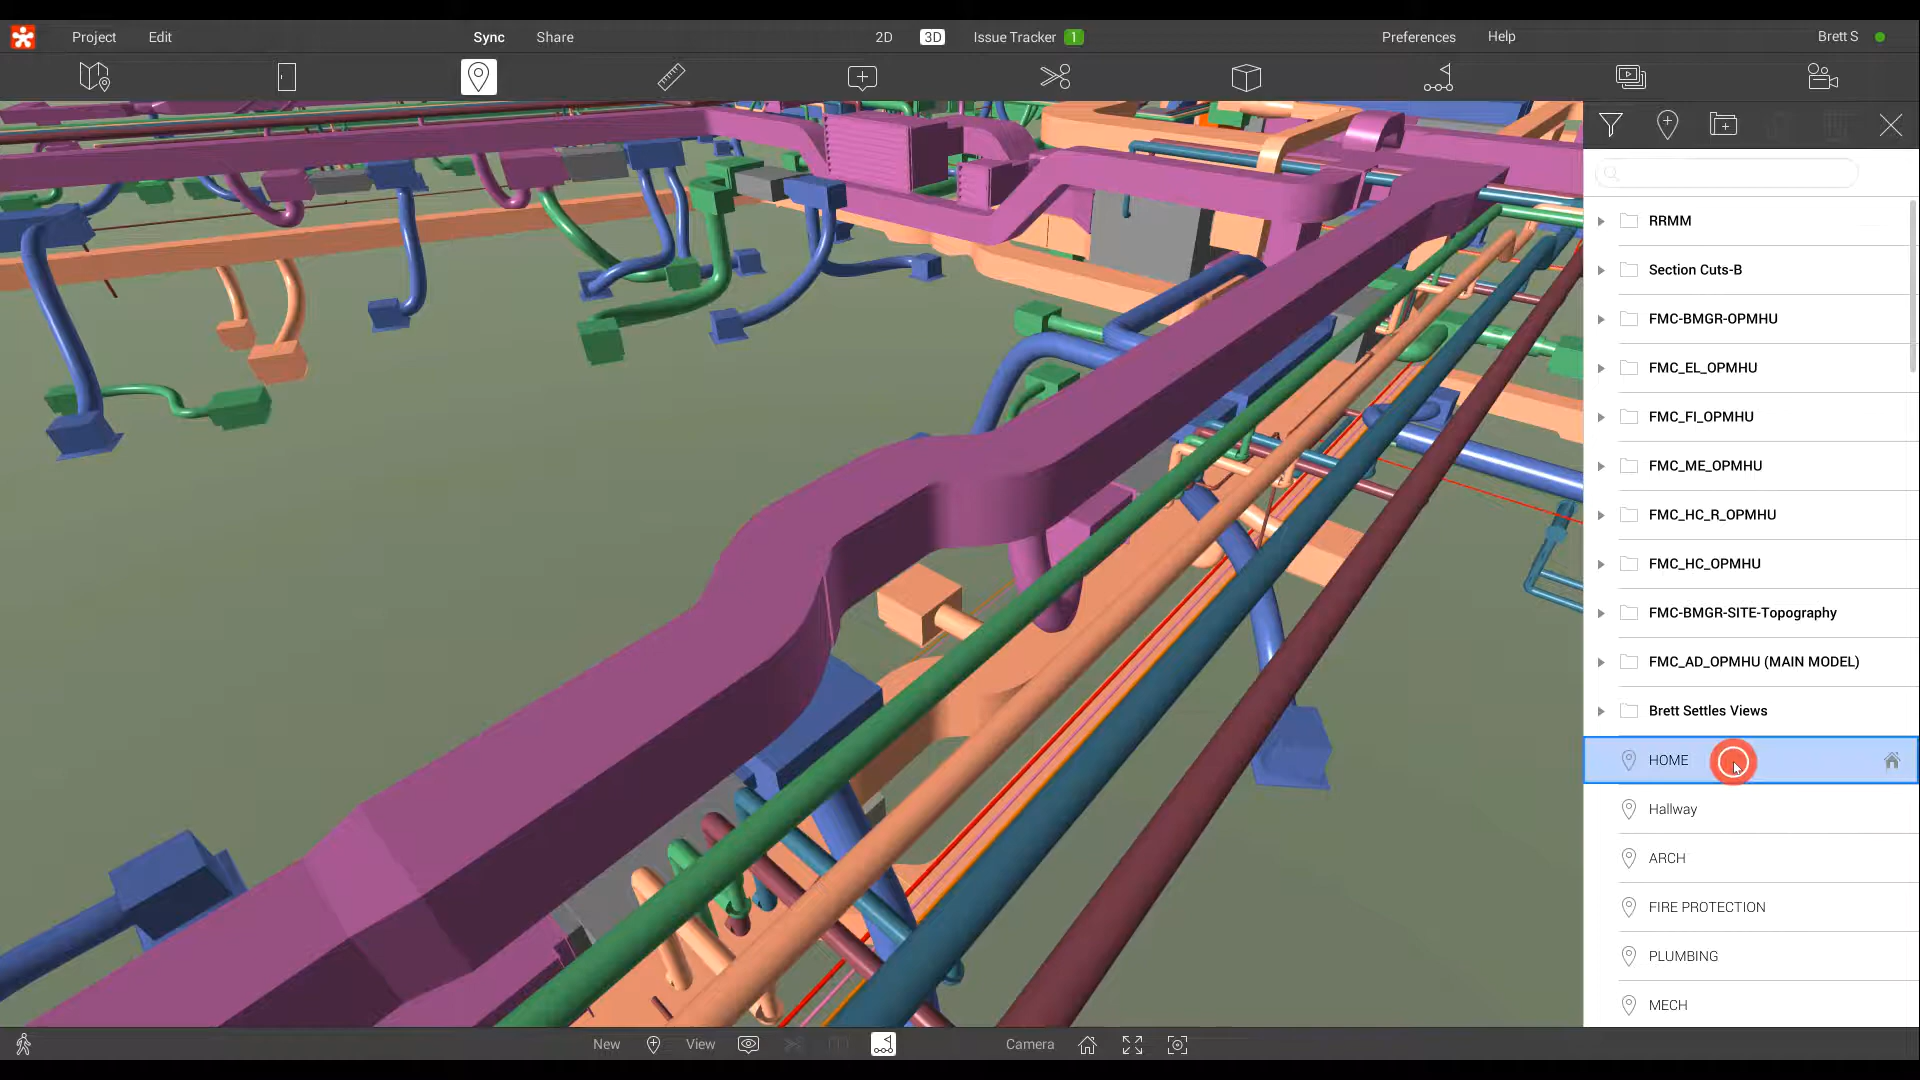 Project Edit Sync Share 2D 3D Issue Tracker 1 Preferences Help Brett S
RRMM
Section Cuts-B
FMC-BMGR-OPMHU
FMC_EL_OPMHU
FMC_FI_OPMHU
FMC_ME_OPMHU
FMC_HC_R_OPMHU
FMC_HC_OPMHU
FMC-BMGR-SITE-Topography
FMC_AD_OPMHU (MAIN MODEL)
Brett Settles Views
HOME
Hallway
ARCH
FIRE PROTECTION
PLUMBING
MECH
New View Camera